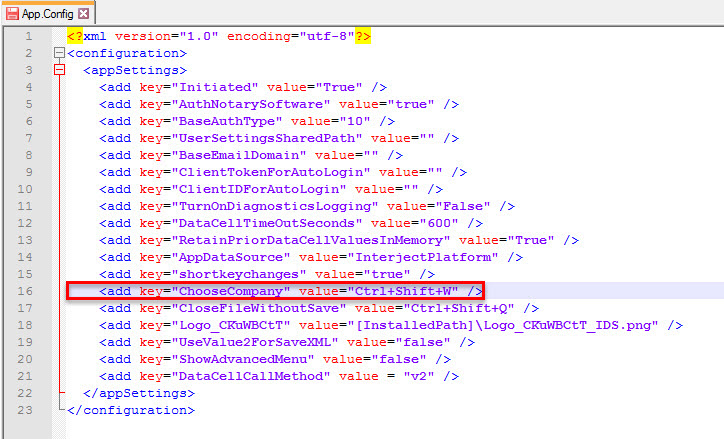 App.Config
1 <?xml version="1.0" encoding="utf-8"?>
2 <configuration>
3 <appSettings>
4 <add key="Initiated" value="True" />
5 <add key="AuthNotarySoftware" value="true" />
6 <add key="BaseAuthType" value="10" />
7 <add key="UserSettingsSharedPath" value="" />
8 <add key="BaseEmailDomain" value="" />
9 <add key="ClientTokenForAutoLogin" value="" />
10 <add key="ClientIDForAutoLogin" value="" />
11 <add key="TurnOnDiagnosticsLogging" value="False" />
12 <add key="DataCellTimeOutSeconds" value="600" />
13 <add key="RetainPriorDataCellValuesInMemory" value="True" />
14 <add key="AppDataSource" value="InterjectPlatform" />
15 <add key="shortkeychanges" value="true" />
16 <add key="ChooseCompany" value="Ctrl+Shift+W" />
17 <add key="CloseFileWithoutSave" value="Ctrl+Shift+Q" />
18 <add key="Logo_CKuWBCtT" value="[InstalledPath]\Logo_CKuWBCtT_IDS.png" />
19 <add key="UseValue2ForSaveXML" value="false" />
20 <add key="ShowAdvancedMenu" value="false" />
21 <add key="DataCellCallMethod" value = "v2" />
22 </appSettings>
23 </configuration>